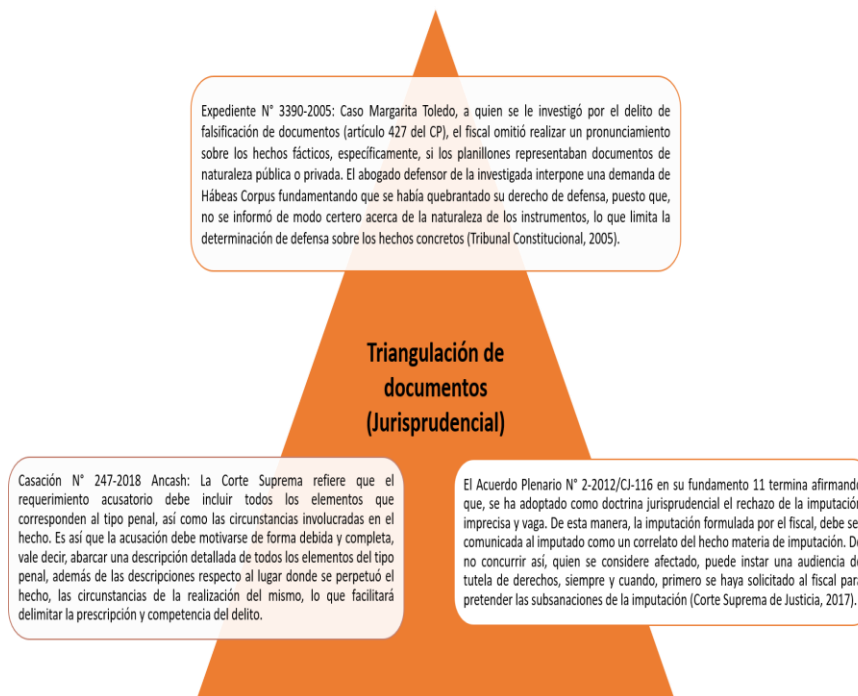 Expediente N° 3390-2005: Caso Margarita Toledo, a quien se le investigó por el delito de
falsificación de documentos (artículo 427 del CP), el fiscal omitió realizar un pronunciamiento
sobre los hechos fácticos, específicamente, si los planillones representaban documentos de
naturaleza pública o privada. El abogado defensor de la investigada interpone una demanda de
Hábeas Corpus fundamentando que se había quebrantado su derecho de defensa, puesto que,
no se informó de modo certero acerca de la naturaleza de los instrumentos, lo que limita la
determinación de defensa sobre los hechos concretos (Tribunal Constitucional, 2005).
Triangulación de
documentos
(Jurisprudencial)
Casación N° 247-2018 Ancash: La Corte Suprema refiere que el
requerimiento acusatorio debe incluir todos los elementos que
corresponden al tipo penal, así como las circunstancias involucradas en el
hecho. Es así que la acusación debe motivarse de forma debida y completa,
vale decir, abarcar una descripción detallada de todos los elementos del tipo
penal, además de las descripciones respecto al lugar donde se perpetuó el
hecho, las circunstancias de la realización del mismo, lo que facilitará
delimitar la prescripción y competencia del delito.
El Acuerdo Plenario N° 2-2012/CJ-116 en su fundamento 11 termina afirmando
que, se ha adoptado como doctrina jurisprudencial el rechazo de la imputación
imprecisa y vaga. De esta manera, la imputación formulada por el fiscal, debe se
comunicada al imputado como un correlato del hecho materia de imputación. De
no concurrir así, quien se considere afectado, puede instar una audiencia de
tutela de derechos, siempre y cuando, primero se haya solicitado al fiscal para
pretender las subsanaciones de la imputación (Corte Suprema de Justicia, 2017).